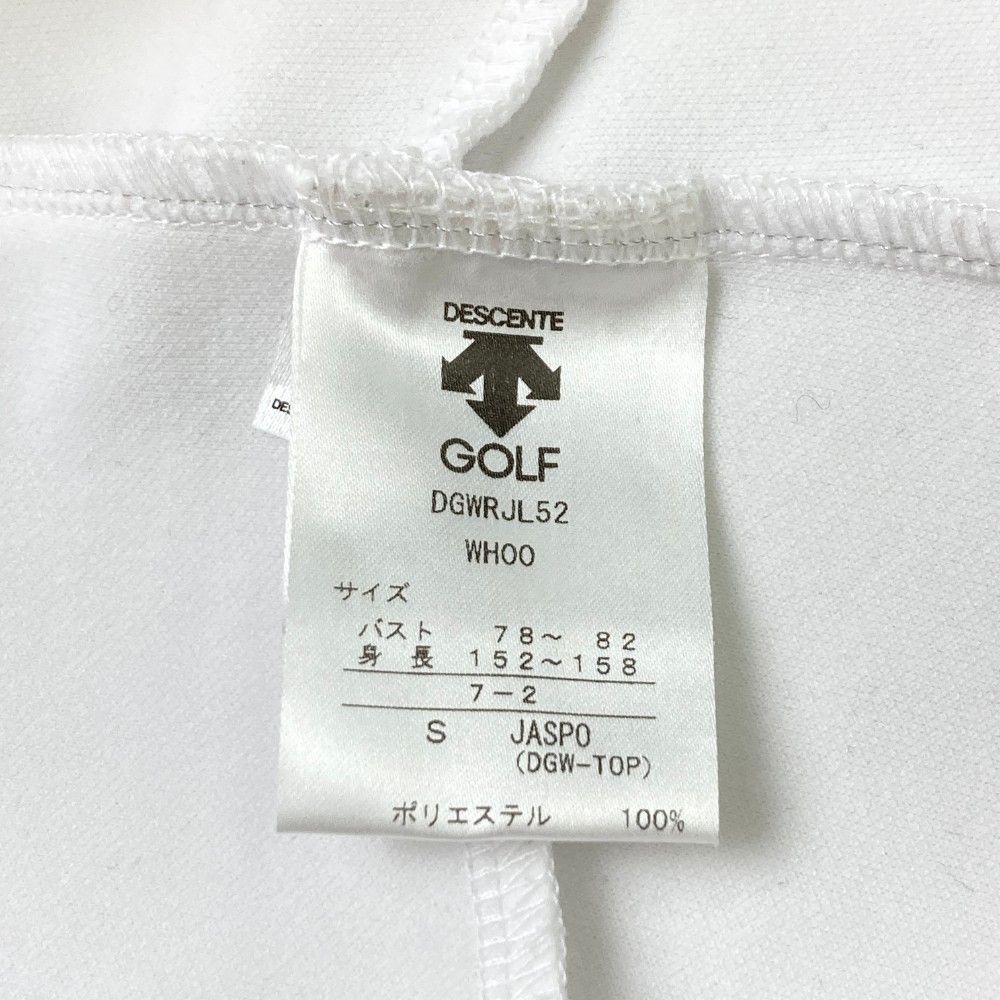 DESCENTE
GOLF
DGWRJL52
WH00
サイズ
バスト 78～ 82
身 長 152～158
7－2
S JASPO
(DGW-TOP)
ポリエステル 100%
DES